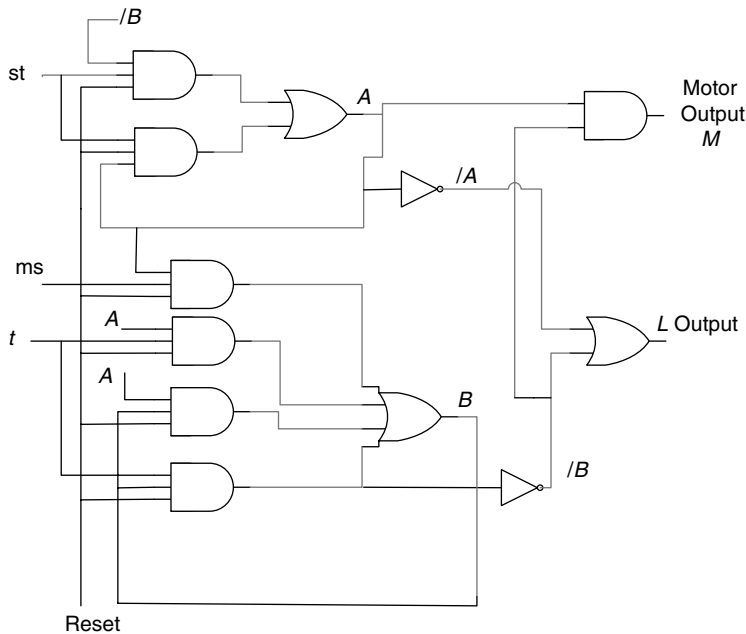 /B
st
A
Motor
Output
M
/A
ms
A
t
L Output
A
B
/B
Reset